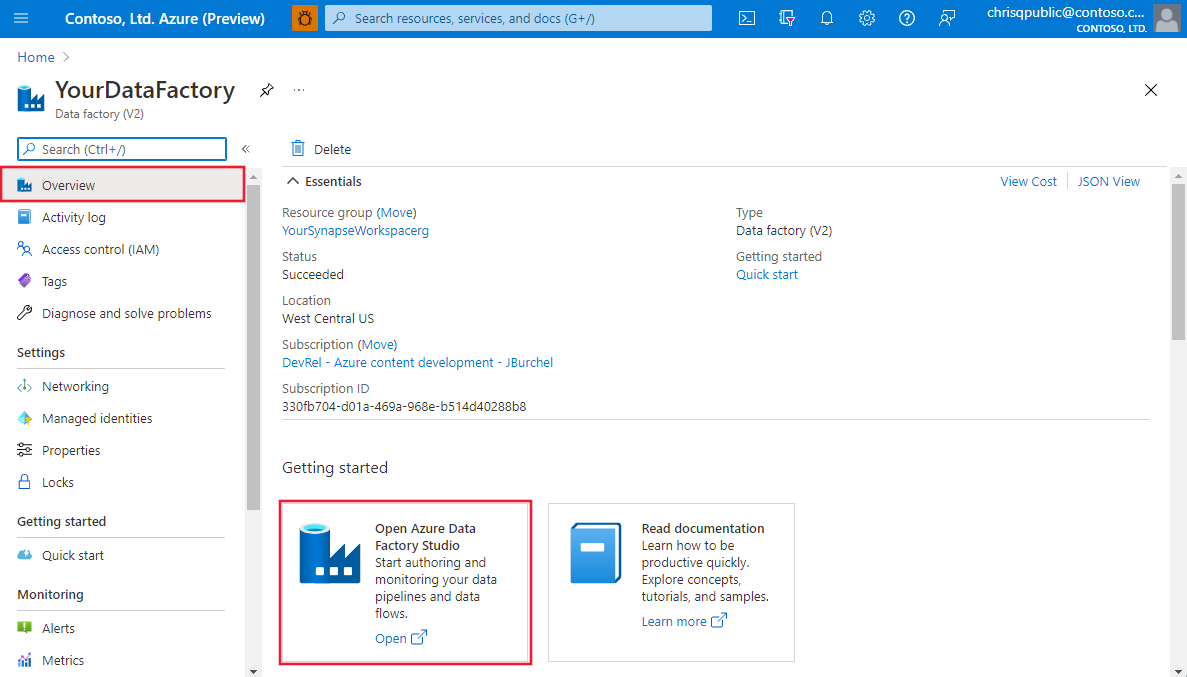 Contoso, Ltd. Azure (Preview)
Search resources, services, and docs (G+/)
chrisqpublic@contoso.c...
CONTOSO, LTD.
Home
YourDataFactory
Data factory (V2)
Search (Ctrl+/)
Overview
Activity log
Access control (IAM)
Tags
Diagnose and solve problems
Settings
Networking
Managed identities
Properties
Locks
Getting started
Quick start
Monitoring
Alerts
Metrics
Delete
Essentials
View Cost
JSON View
Resource group (Move)
YourSynapseWorkspacerg
Status
Succeeded
Location
West Central US
Subscription (Move)
DevRel - Azure content development - JBurchel
Subscription ID
330fb704-d01a-469a-968e-b514d40288b8
Type
Data factory (V2)
Getting started
Quick start
Getting started
Open Azure Data
Factory Studio
Start authoring and
monitoring your data
pipelines and data
flows.
Open
Read documentation
Learn how to be
productive quickly.
Explore concepts,
tutorials, and samples.
Learn more